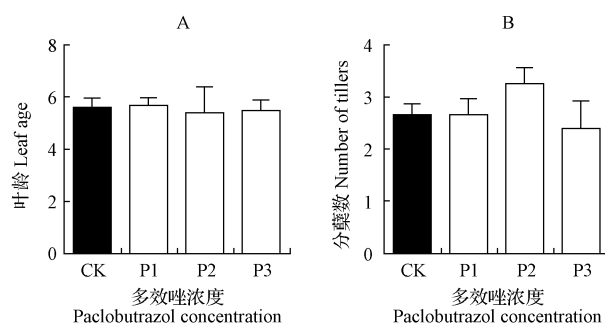 A
8
6
4
2
0
叶龄 Leaf age
CK P1 P2 P3
多效唑浓度
Paclobutrazol concentration
B
4
3
2
1
0
分蘖数 Number of tillers
CK P1 P2 P3
多效唑浓度
Paclobutrazol concentration